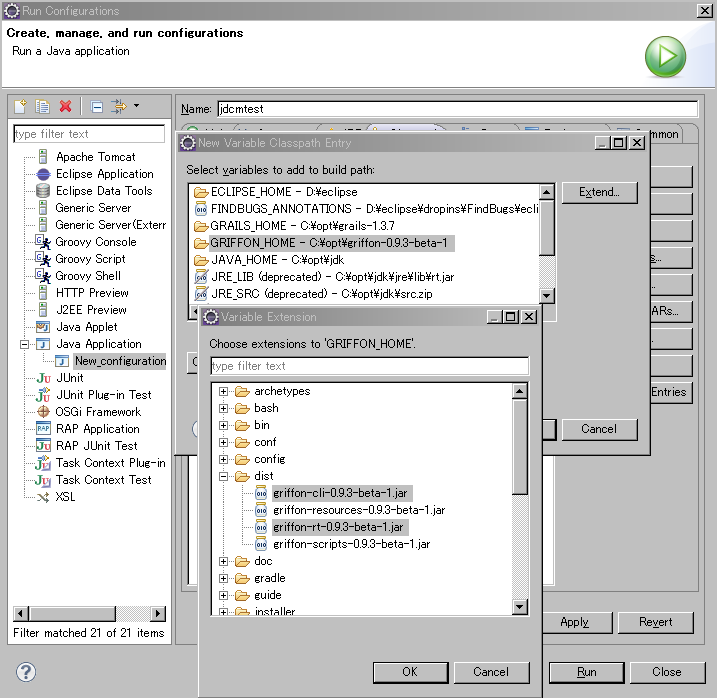 Run Configurations
Create, manage, and run configurations
Run a Java application
Name: jdcmtest
type filter text
Apache Tomcat
Eclipse Application
Eclipse Data Tools
Generic Server
Generic Server(Extern
Groovy Console
Groovy Script
Groovy Shell
HTTP Preview
J2EE Preview
Java Applet
Java Application
New_configuration
JUnit
JUnit Plug-in Test
OSGi Framework
RAP Application
RAP JUnit Test
Task Context Plug-in
Task Context Test
XSL
Filter matched 21 of 21 items
mmon
New Variable Classpath Entry
Select variables to add to build path:
ECLIPSE_HOME - D:¥eclipse
FINDBUGS_ANNOTATIONS - D:¥eclipse¥dropins¥FindBugs¥ecli
GRAILS_HOME - C:¥opt¥grails-1.3.7
GRIFFON_HOME - C:¥opt¥griffon-0.9.3-beta-1
JAVA_HOME - C:¥opt¥jdk
JRE_LIB (deprecated) - C:¥opt¥jdk¥jre¥lib¥rt.jar
JRE_SRC (deprecated) - C:¥opt¥jdk¥src.zip
Extend...
s...
ARs...
Entries
Cancel
Variable Extension
Choose extensions to 'GRIFFON_HOME'.
type filter text
archetypes
bash
bin
conf
config
dist
griffon-cli-0.9.3-beta-1.jar
griffon-resources-0.9.3-beta-1.jar
griffon-rt-0.9.3-beta-1.jar
griffon-scripts-0.9.3-beta-1.jar
doc
gradle
guide
installer
OK
Cancel
Apply
Revert
Run
Close